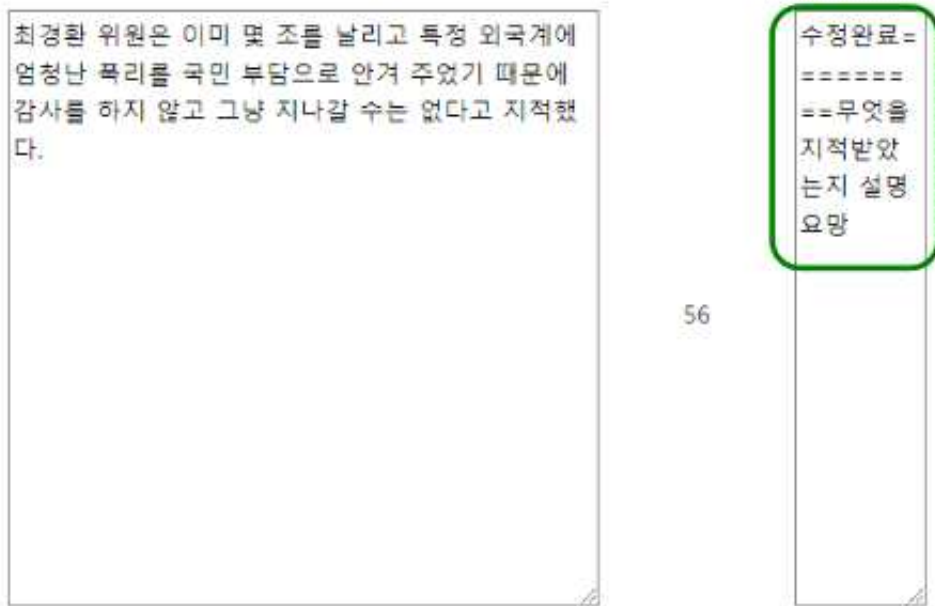 최경환 위원은 이미 몇 조를 날리고 특정 외국계에
엄청난 폭리를 국민 부담으로 안겨 주었기 때문에
감사를 하지 않고 그냥 지나갈 수는 없다고 지적했
다.
수정완료=
======
==무엇을
지적받았
는지 설명
요망
56